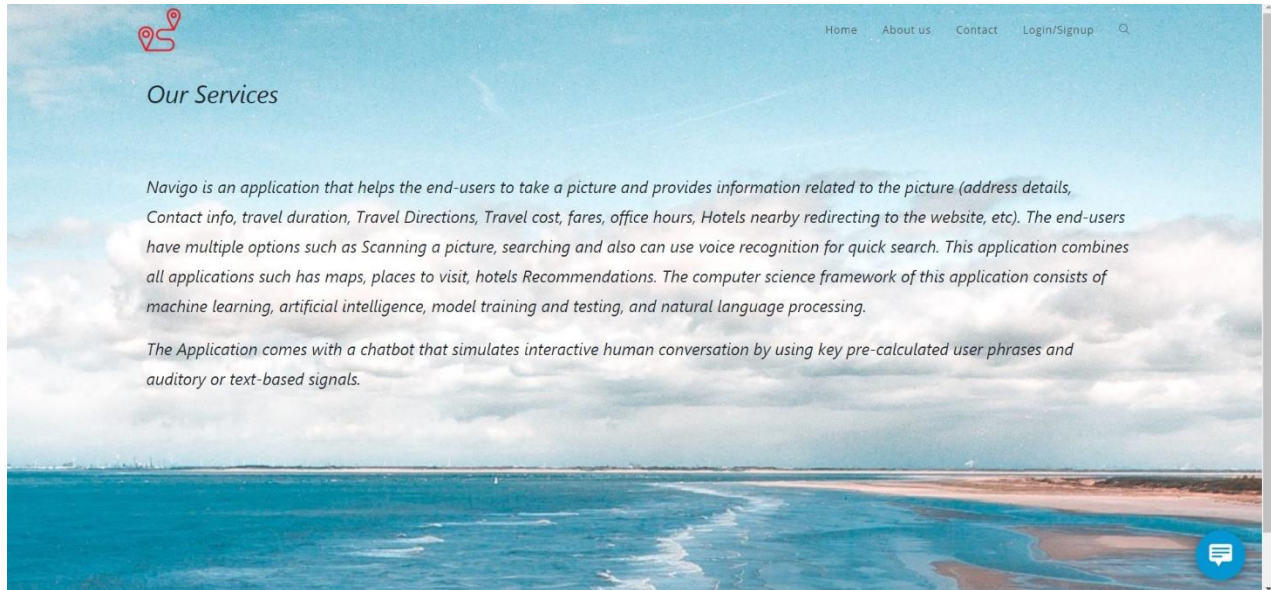 Home About us Contact Login/Signup
Our Services
Navigo is an application that helps the end-users to take a picture and provides information related to the picture (address details,
Contact info, travel duration, Travel Directions, Travel cost, fares, office hours, Hotels nearby redirecting to the website, etc). The end-users
have multiple options such as Scanning a picture, searching and also can use voice recognition for quick search. This application combines
all applications such has maps, places to visit, hotels Recommendations. The computer science framework of this application consists of
machine learning, artificial intelligence, model training and testing, and natural language processing.
The Application comes with a chatbot that simulates interactive human conversation by using key pre-calculated user phrases and
auditory or text-based signals.